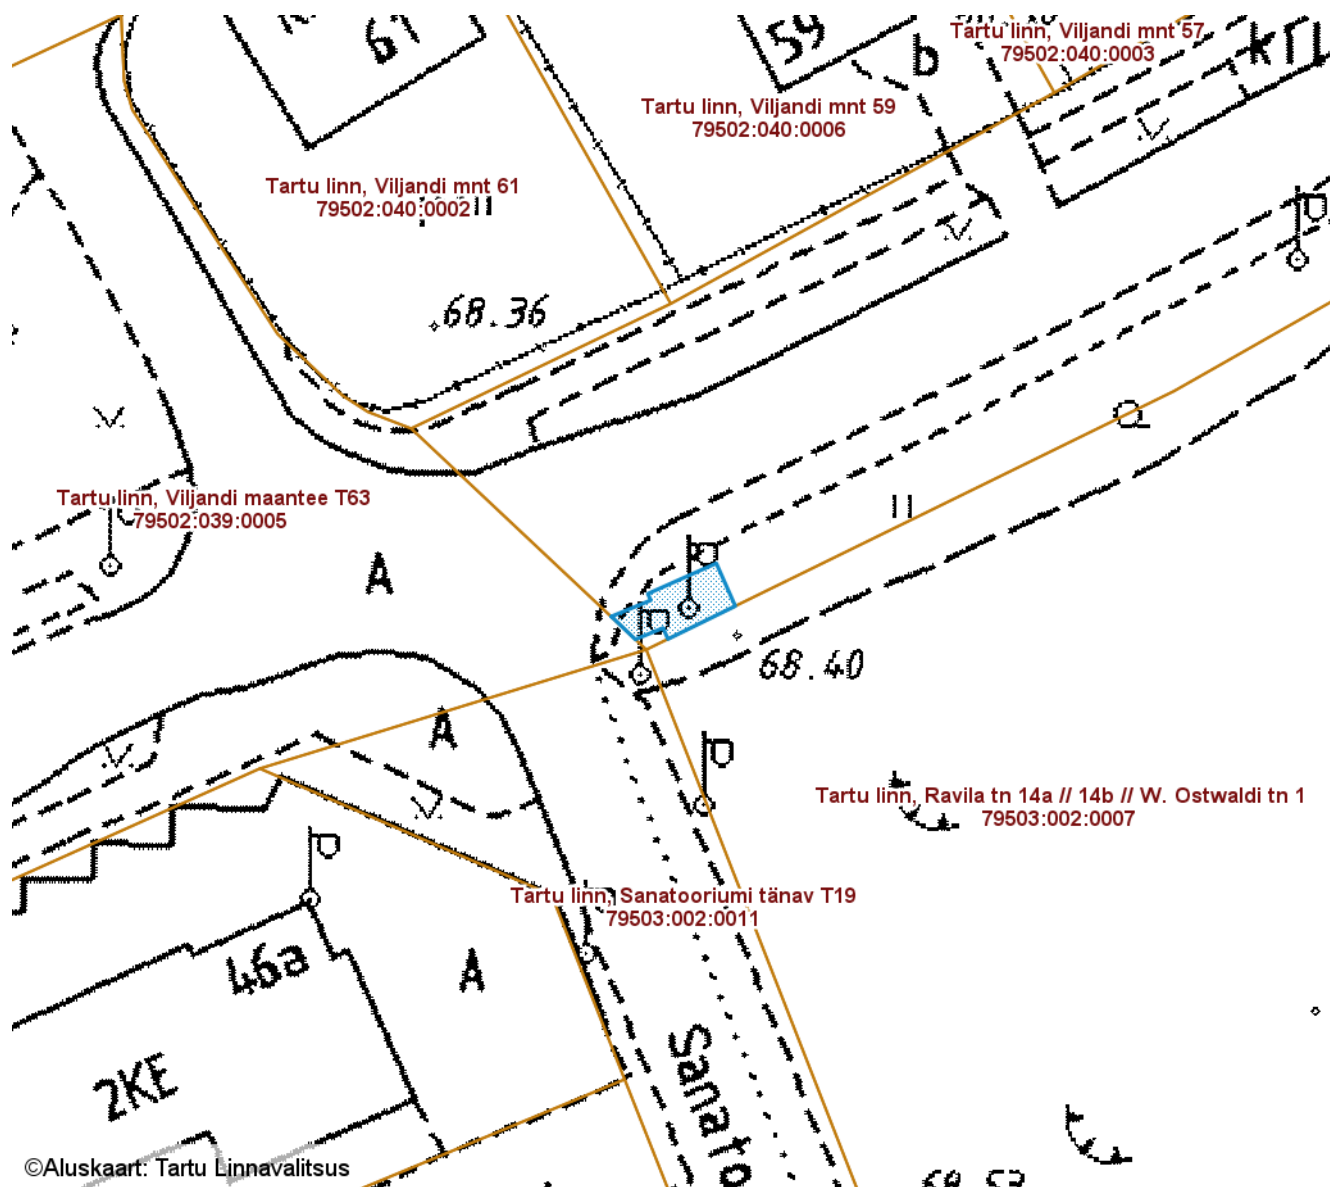 61
59
b
Tartu linn, Viljandi mnt 57
79502:040:0003
Tartu linn, Viljandi mnt 59
79502:040:0006
Tartu linn, Viljandi mnt 61
79502:040:0002
68.36
Tartu linn, Viljandi maantee T63
79502:039:0005
A
68.40
A
Tartu linn, Ravila tn 14a // 14b // W. Ostwaldi tn 1
79503:002:0007
Tartu linn, Sanatooriumi tänav T19
79503:002:0011
46a
A
2KE
Sanato
©Aluskaart: Tartu Linnavalitsus